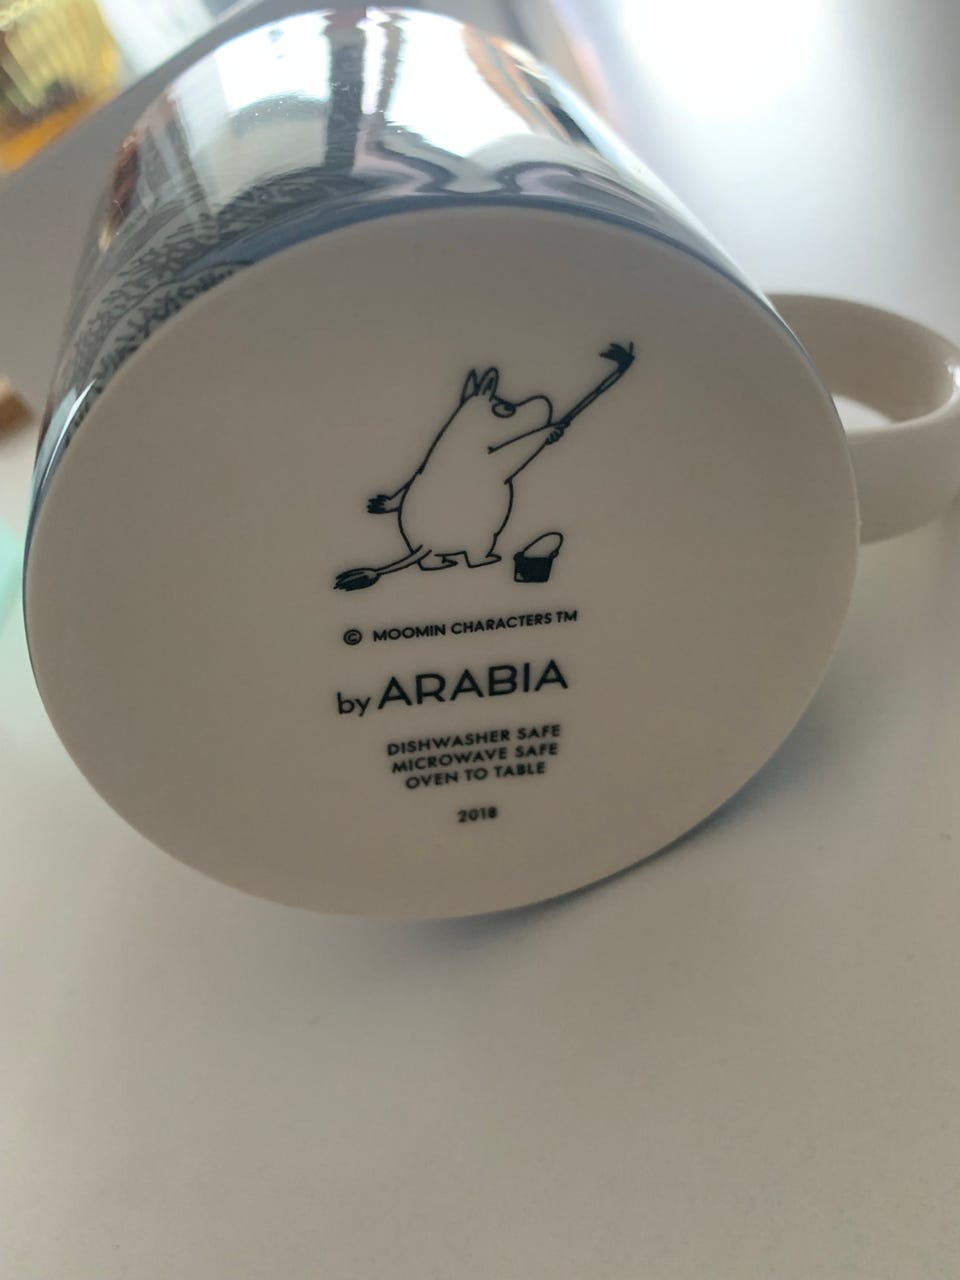 © MOOMIN CHARACTERS TM
by ARABIA
DISHWASHER SAFE
MICROWAVE SAFE
OVEN TO TABLE
2018